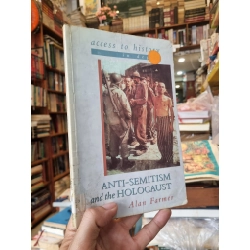 access to history
ANTI-SEMITISM
and the HOLOCAUST
Alan Farmer